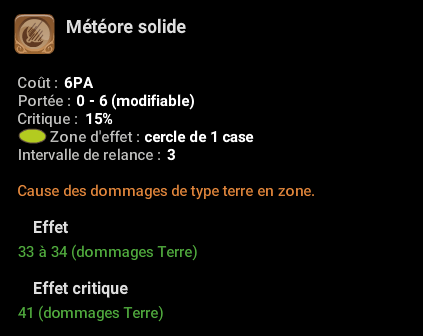 Météore solide
Coût : 6PA
Portée : 0 - 6 (modifiable)
Critique : 15%
Zone d'effet : cercle de 1 case
Intervalle de relance : 3
Cause des dommages de type terre en zone.
Effet
33 à 34 (dommages Terre)
Effet critique
41 (dommages Terre)